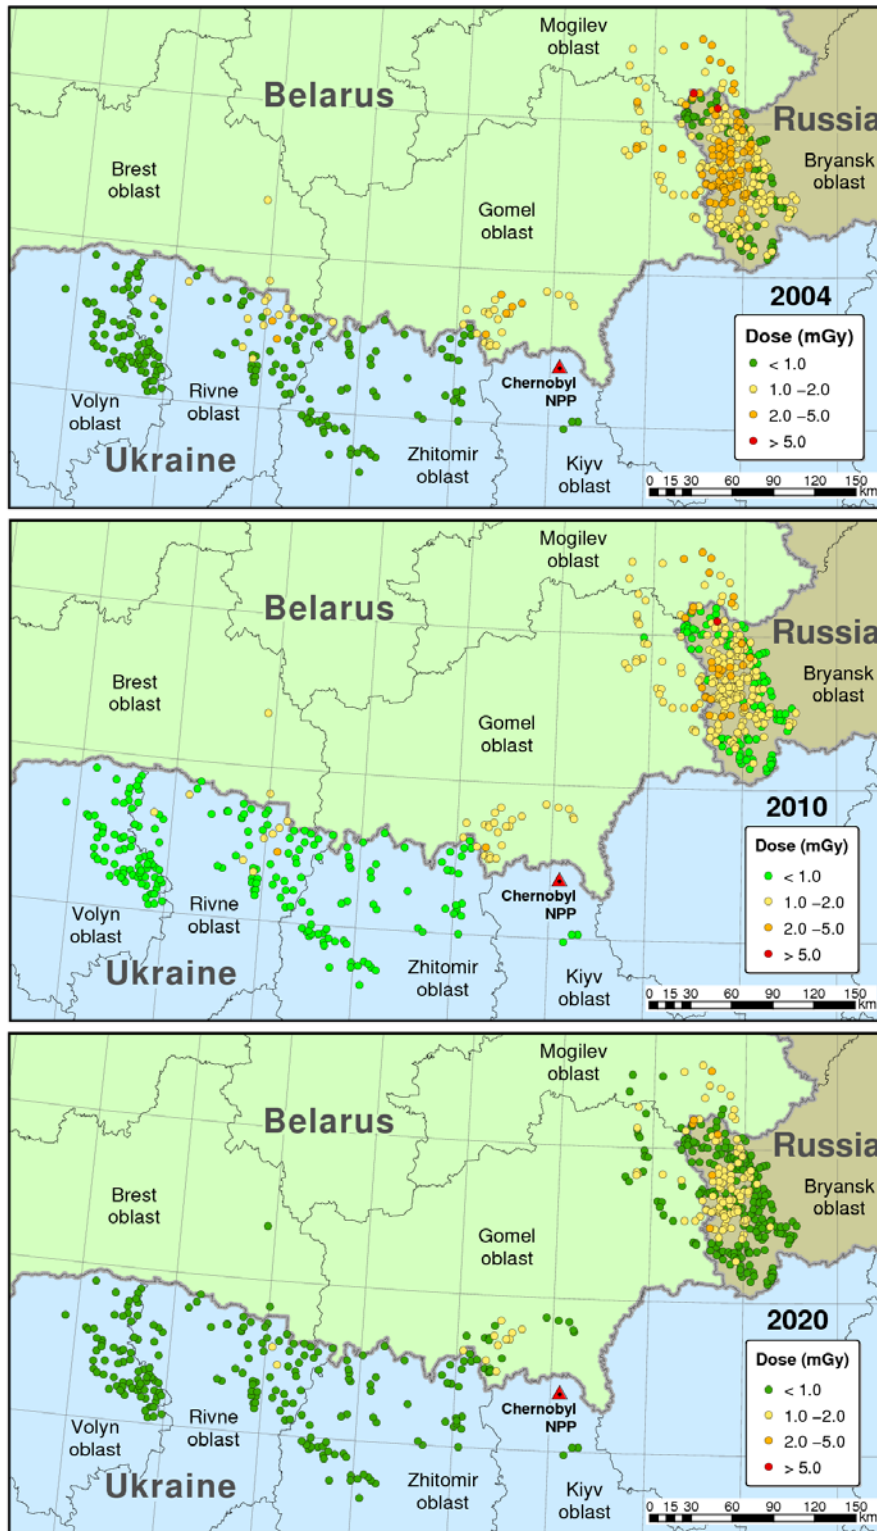 Mogilev
oblast
Belarus
Russia
Brest
oblast
Bryansk
oblast
Gomel
oblast
2004
Dose (mGy)
< 1.0
1.0 –2.0
2.0 –5.0
> 5.0
Chernobyl
NPP
Volyn
oblast
Rivne
oblast
Ukraine
Zhitomir
oblast
Kiyv
oblast
0 15 30 60 90 120 150
km
Mogilev
oblast
Belarus
Russia
Brest
oblast
Bryansk
oblast
Gomel
oblast
2010
Dose (mGy)
< 1.0
1.0 –2.0
2.0 –5.0
> 5.0
Chernobyl
NPP
Volyn
oblast
Rivne
oblast
Ukraine
Zhitomir
oblast
Kiyv
oblast
0 15 30 60 90 120 150
km
Mogilev
oblast
Belarus
Russia
Brest
oblast
Bryansk
oblast
Gomel
oblast
2020
Dose (mGy)
< 1.0
1.0 –2.0
2.0 –5.0
> 5.0
Chernobyl
NPP
Volyn
oblast
Rivne
oblast
Ukraine
Zhitomir
oblast
Kiyv
oblast
0 15 30 60 90 120 150
km